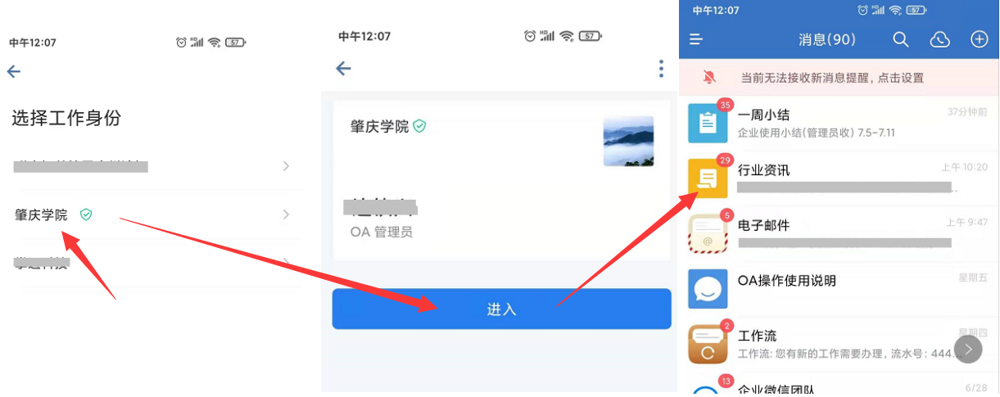 中午12:07
HD
57
选择工作身份
肇庆学院
中午12:07
HD
57
肇庆学院
OA 管理员
进入
中午12:07
HD
57
消息(90)
当前无法接收新消息提醒，点击设置
35
一周小结
37分钟前
企业使用小结(管理员收) 7.5-7.11
29
行业资讯
上午 10:20
5
电子邮件
上午 9:47
@
OA操作使用说明
星期五
2
工作流
星期四
工作流: 您有新的工作需要办理，流水号：444...
13
企业微信团队
6/28